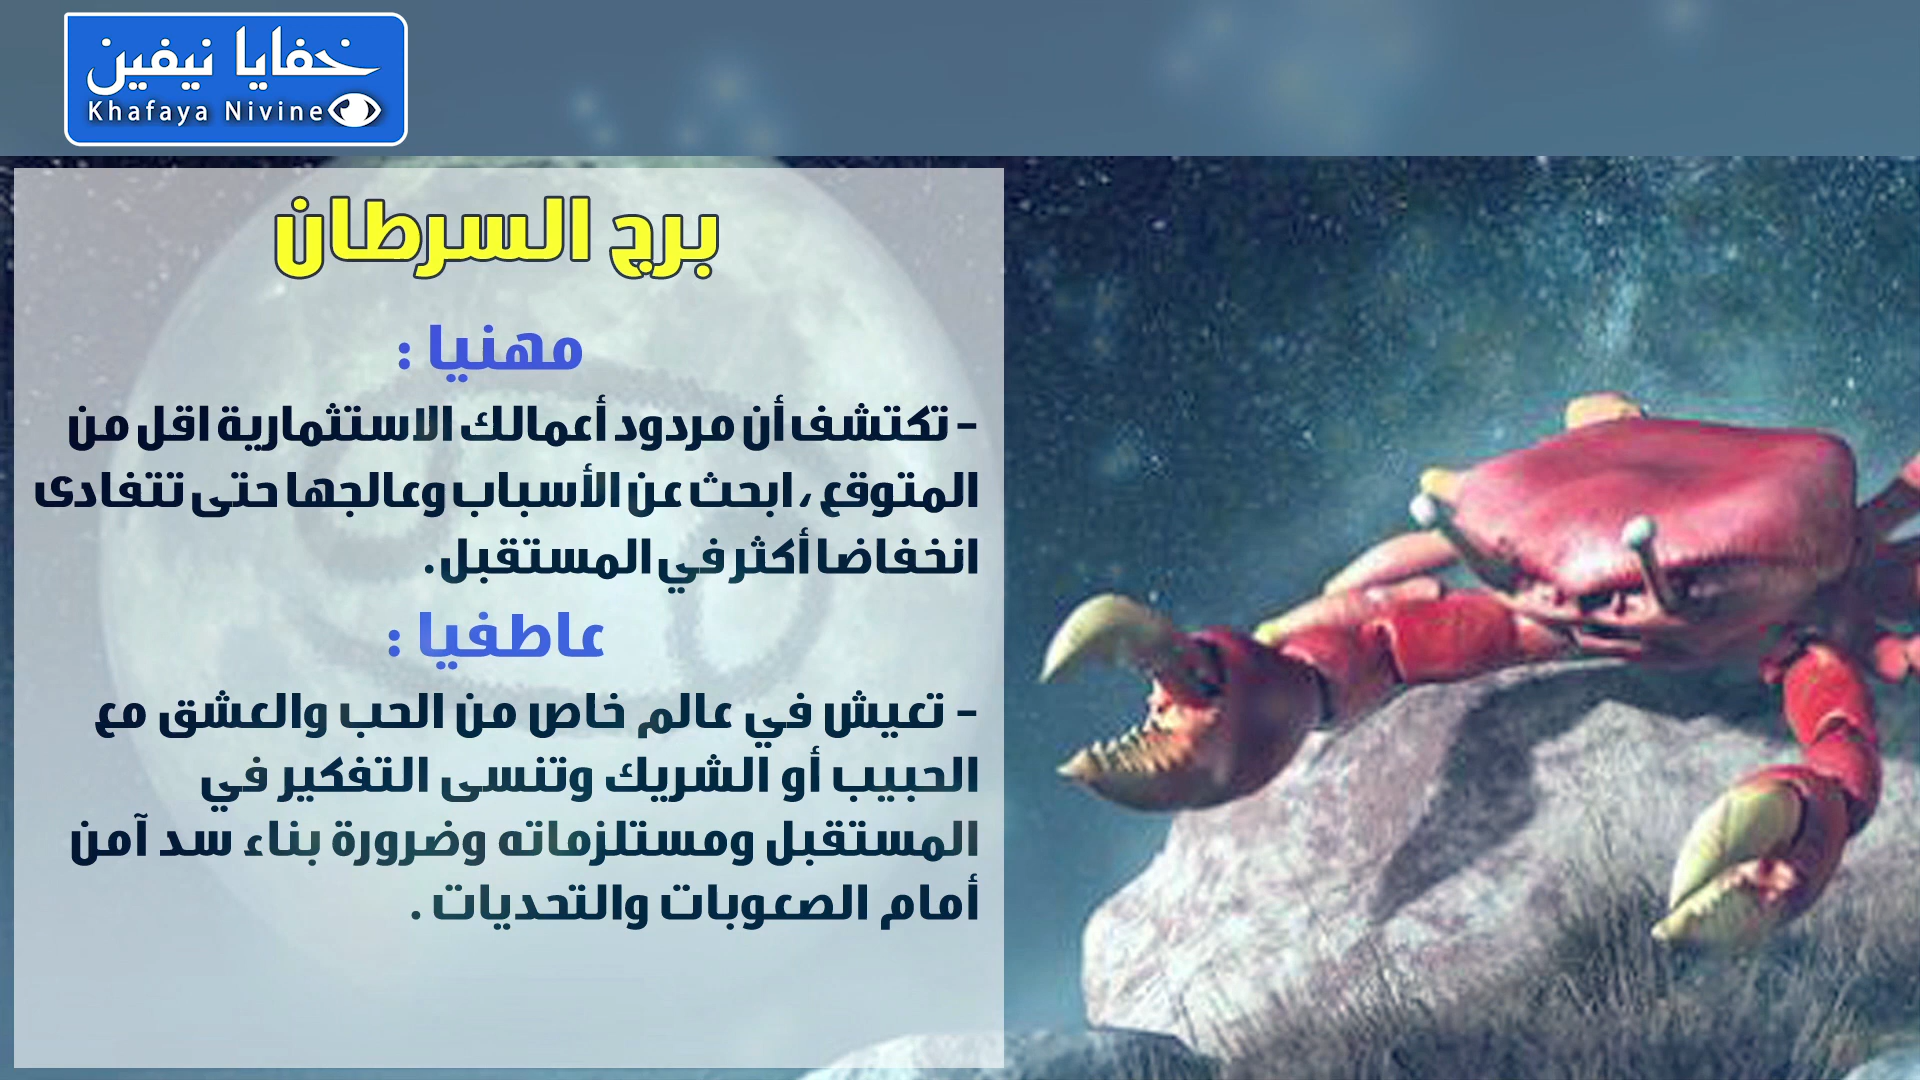 خفايا نيفين
Khafaya Nivine
برج السرطان
مهنيا :
- تكتشف أن مردود أعمالك الاستثمارية اقل من
المتوقع ، ابحث عن الأسباب وعالجها حتى تتفادى
انخفاضا أكثر في المستقبل.
عاطفيا :
- تعيش في عالم خاص من الحب والعشق مع
الحبيب أو الشريك وتنسى التفكير في
المستقبل ومستلزماته وضرورة بناء سد آمن
أمام الصعوبات والتحديات .